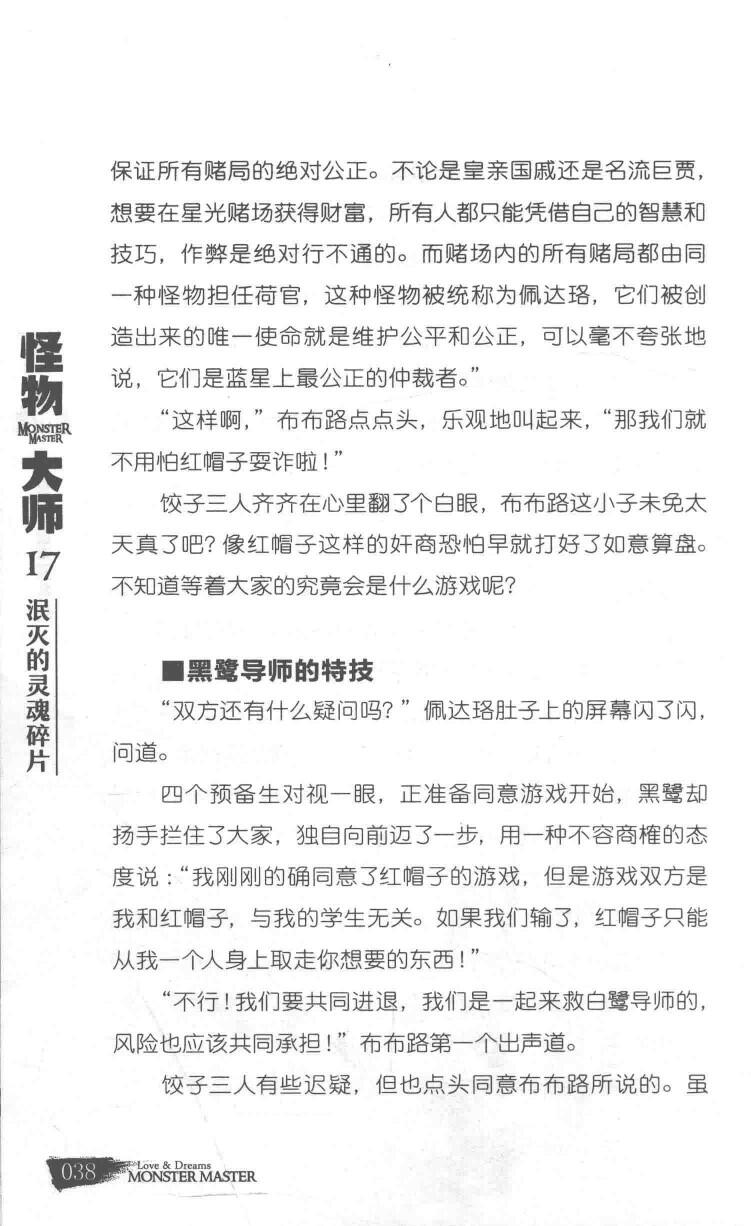 保证所有赌局的绝对公正。不论是皇亲国戚还是名流巨贾，
想要在星光赌场获得财富，所有人都只能凭借自己的智慧和
技巧，作弊是绝对行不通的。而赌场内的所有赌局都由同
一种怪物担任荷官，这种怪物被统称为佩达珞，它们被创
造出来的唯一使命就是维护公平和公正，可以毫不夸张地
说，它们是蓝星上最公正的仲裁者。”
“这样啊，”布布路点点头，乐观地叫起来，“那我们就
不用怕红帽子耍诈啦！”
饺子三人齐齐在心里翻了个白眼，布布路这小子未免太
天真了吧？像红帽子这样的奸商恐怕早就打好了如意算盘。
不知道等着大家的究竟会是什么游戏呢？
■黑鹭导师的特技
“双方还有什么疑问吗？”佩达珞肚子上的屏幕闪了闪，
问道。
四个预备生对视一眼，正准备同意游戏开始，黑鹭却
扬手拦住了大家，独自向前迈了一步，用一种不容商榷的态
度说：“我刚刚的确同意了红帽子的游戏，但是游戏双方是
我和红帽子，与我的学生无关。如果我们输了，红帽子只能
从我一个人身上取走你想要的东西！”
“不行！我们要共同进退，我们是一起来救白鹭导师的，
风险也应该共同承担！”布布路第一个出声道。
饺子三人有些迟疑，但也点头同意布布路所说的。虽
怪物
MONSTER
MASTER
大师
17
泯灭的灵魂碎片
038
Love & Dreams
MONSTER MASTER